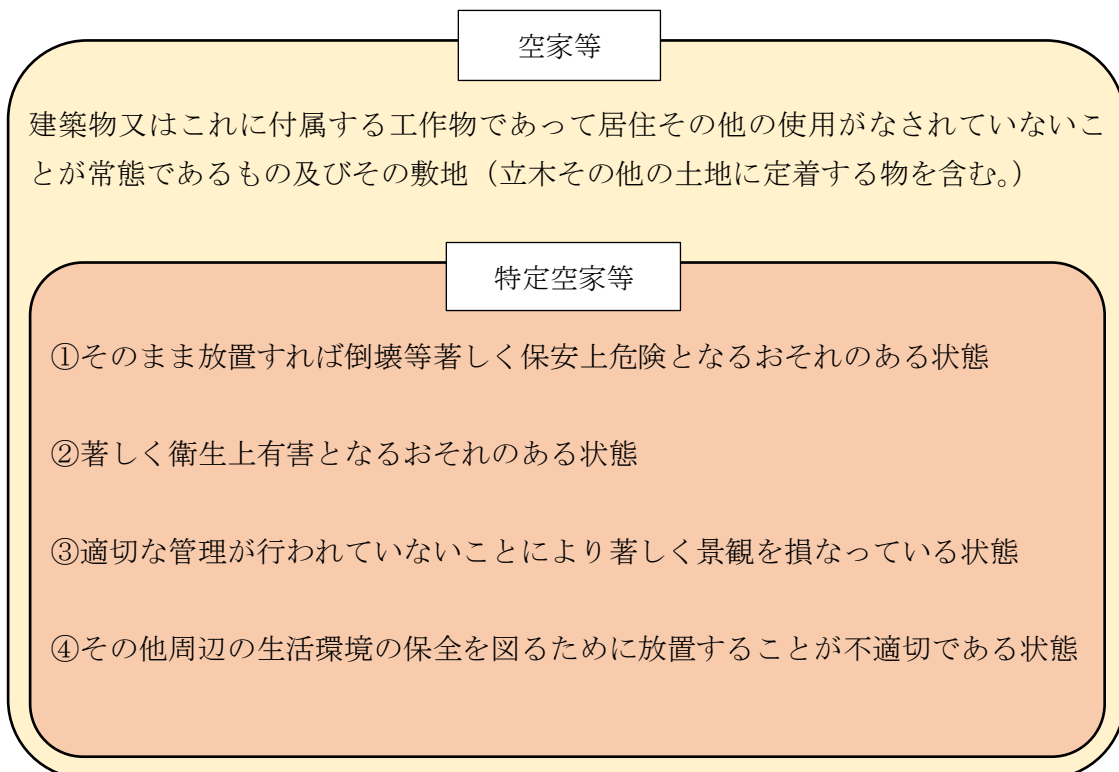 空家等
建築物又はこれに付属する工作物であって居住その他の使用がなされていないこ
とが常態であるもの及びその敷地（立木その他の土地に定着する物を含む。）
特定空家等
①そのまま放置すれば倒壊等著しく保安上危険となるおそれのある状態
②著しく衛生上有害となるおそれのある状態
③適切な管理が行われていないことにより著しく景観を損なっている状態
④その他周辺の生活環境の保全を図るために放置することが不適切である状態